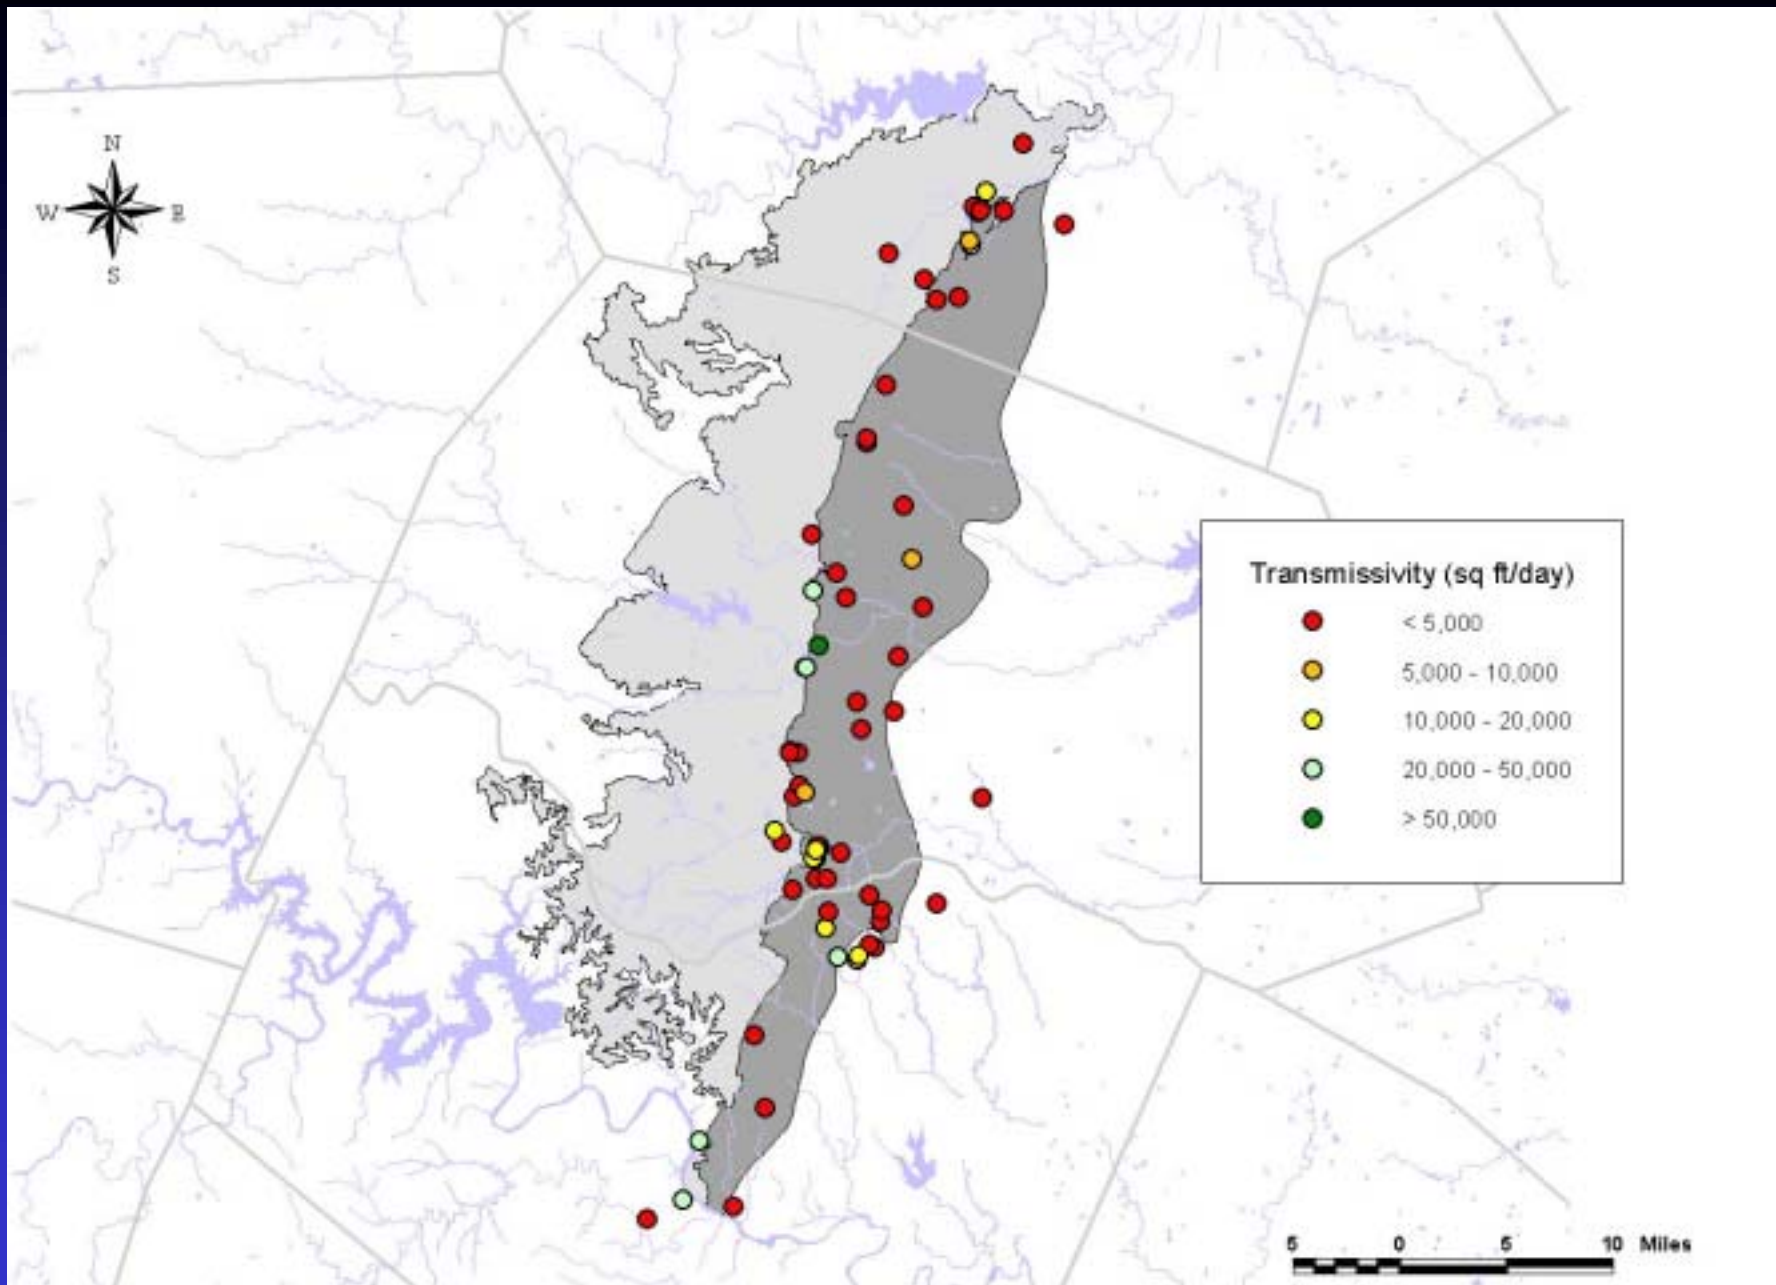 N
W E
S
Transmissivity (sq ft/day)
< 5,000
5,000 - 10,000
10,000 - 20,000
20,000 - 50,000
> 50,000
5 0 5 10 Miles